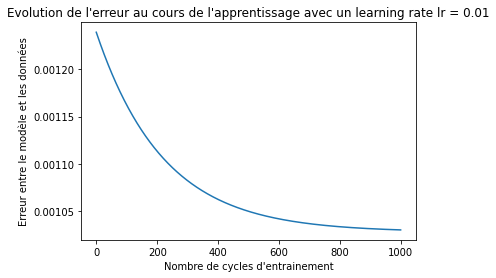 Evolution de l'erreur au cours de l'apprentissage avec un learning rate lr = 0.01
Erreur entre le modèle et les données
0.00120
0.00115
0.00110
0.00105
0 200 400 600 800 1000
Nombre de cycles d'entrainement